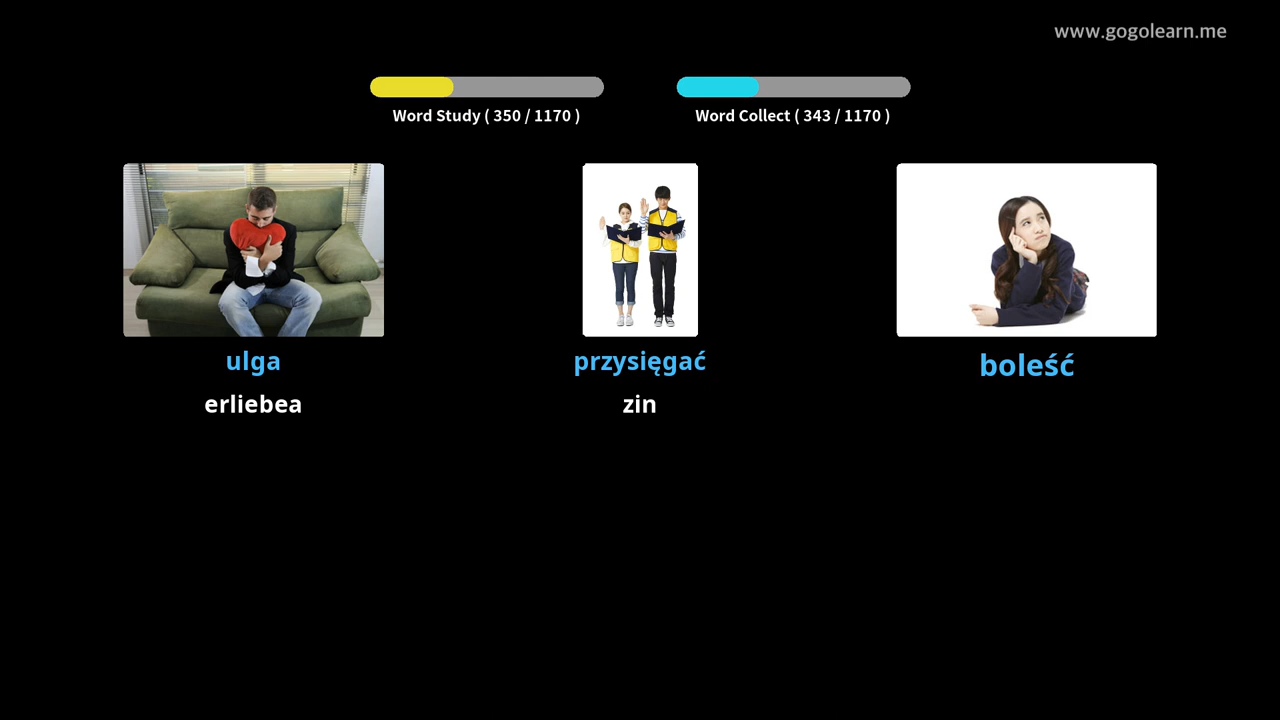 www.gogolearn.me
Word Study ( 350 / 1170 )
Word Collect ( 343 / 1170 )
ulga
przysięgać
boleść
erliebea
zin